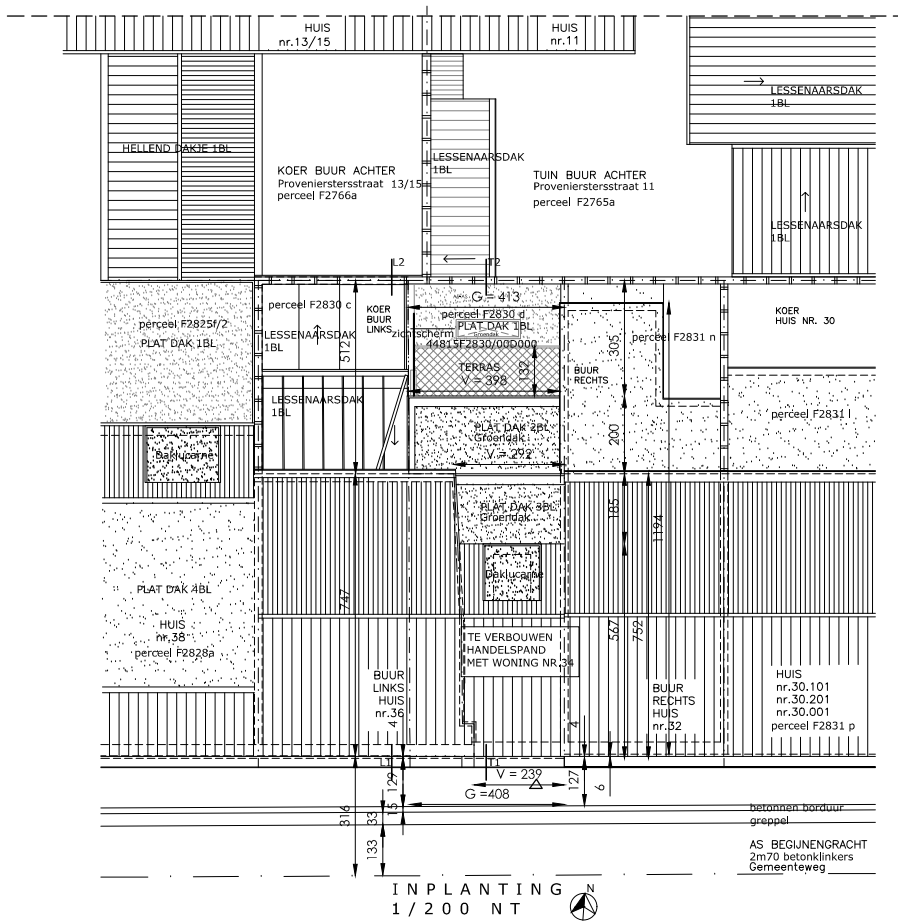 HUIS
nr.13/15
HUIS
nr.11
LESSENAARSDAK
1BL
HELLEND DAKJE 1BL
KOER BUUR ACHTER
Provenierstersstraat 13/15
perceel F2766a
LESSENAARSDAK
1BL
TUIN BUUR ACHTER
Provenierstersstraat 11
perceel F2765a
LESSENAARSDAK
1BL
L2
T2
perceel F2825f/2
PLAT DAK 1BL
perceel F2830 c
LESSENAARSDAK
1BL
512
KOER
BUUR
LINKS
G = 413
perceel F2830 d
PLAT DAK 1BL
Groendak
zichtscherm
44815F2830/00D000
TERRAS
V = 398
132
305
perceel F2831 n
BUUR
RECHTS
KOER
HUIS NR. 30
LESSENAARSDAK
1BL
PLAT DAK 2BL
Groendak
V = 292
200
perceel F2831 l
Daklucarne
PLAT DAK 3BL
Groendak
185
1194
Daklucarne
PLAT DAK 4BL
HUIS
nr.38
perceel F2828a
747
567
752
TE VERBOUWEN
HANDELSPAND
MET WONING NR.34
BUUR
LINKS
HUIS
nr.36
BUUR
RECHTS
HUIS
nr.32
HUIS
nr.30.101
nr.30.201
nr.30.001
perceel F2831 p
4
4
L1
T1
V = 239
G =408
129
127
6
316
33
15
133
betonnen borduur
greppel
AS BEGIJNENGRACHT
2m70 betonklinkers
Gemeenteweg
INPLANTING
1/200 NT
N